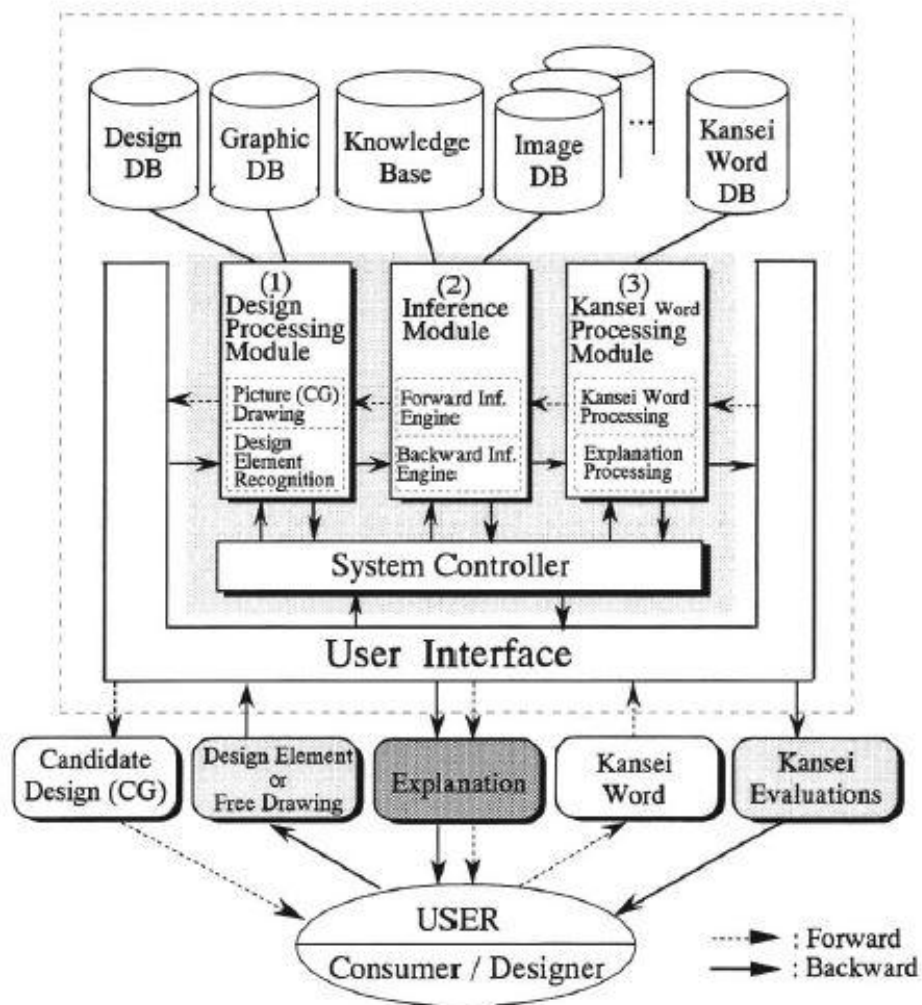 Design
DB
Graphic
DB
Knowledge
Base
Image
DB
...
Kansei
Word
DB
(1)
Design
Processing
Module
Picture (CG)
Drawing
Design
Element
Recognition
(2)
Inference
Module
Forward Inf.
Engine
Backward Inf.
Engine
(3)
Kansei Word
Processing
Module
Kansei Word
Processing
Explanation
Processing
System Controller
User Interface
Candidate
Design (CG)
Design Element
or
Free Drawing
Explanation
Kansei
Word
Kansei
Evaluations
USER
Consumer / Designer
: Forward
: Backward